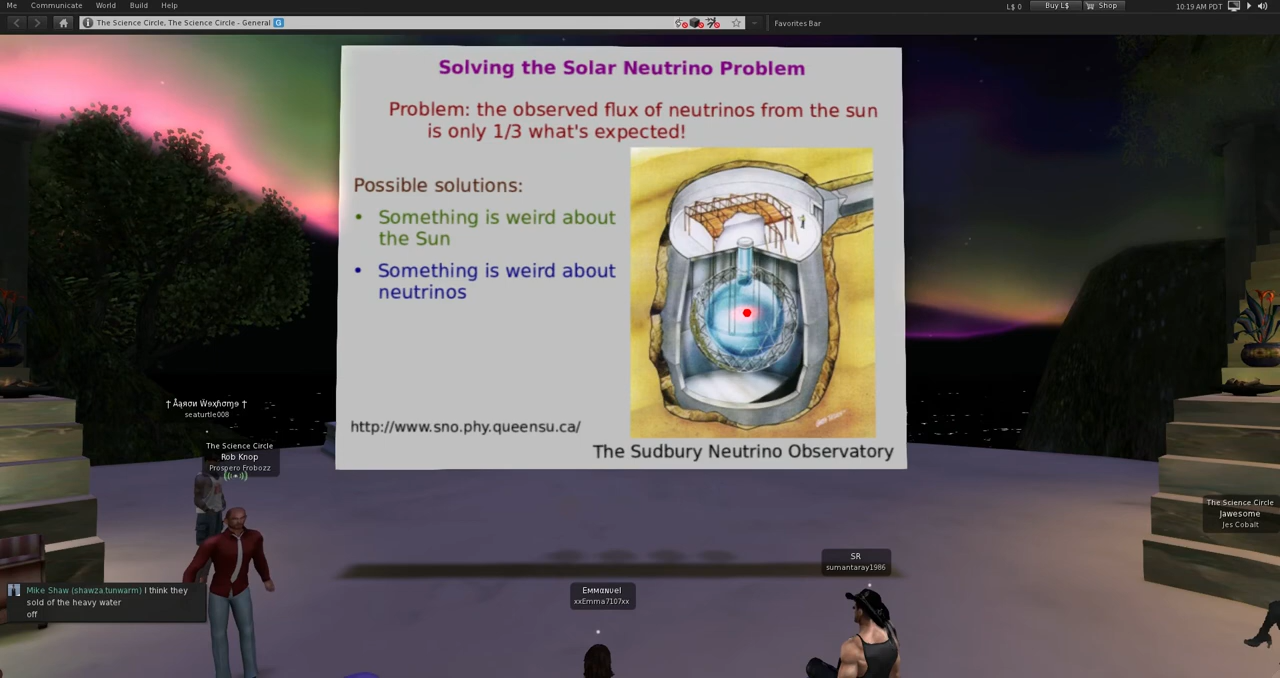 Me Communicate World Build Help
L$ 0 Buy L$ Shop 10:19 AM PDT
The Science Circle, The Science Circle - General G
Favorites Bar
Solving the Solar Neutrino Problem
Problem: the observed flux of neutrinos from the sun
is only 1/3 what's expected!
Possible solutions:
• Something is weird about
the Sun
• Something is weird about
neutrinos
http://www.sno.phy.queensu.ca/
The Sudbury Neutrino Observatory
seaturtle008
The Science Circle
Rob Knop
Prospero Frobozz
The Science Circle
Jawesome
Jes Cobalt
SR
sumantaray1986
Emmαnυel
xxEmma7107xx
Mike Shaw (shawza.tunwarm) I think they
sold of the heavy water
off